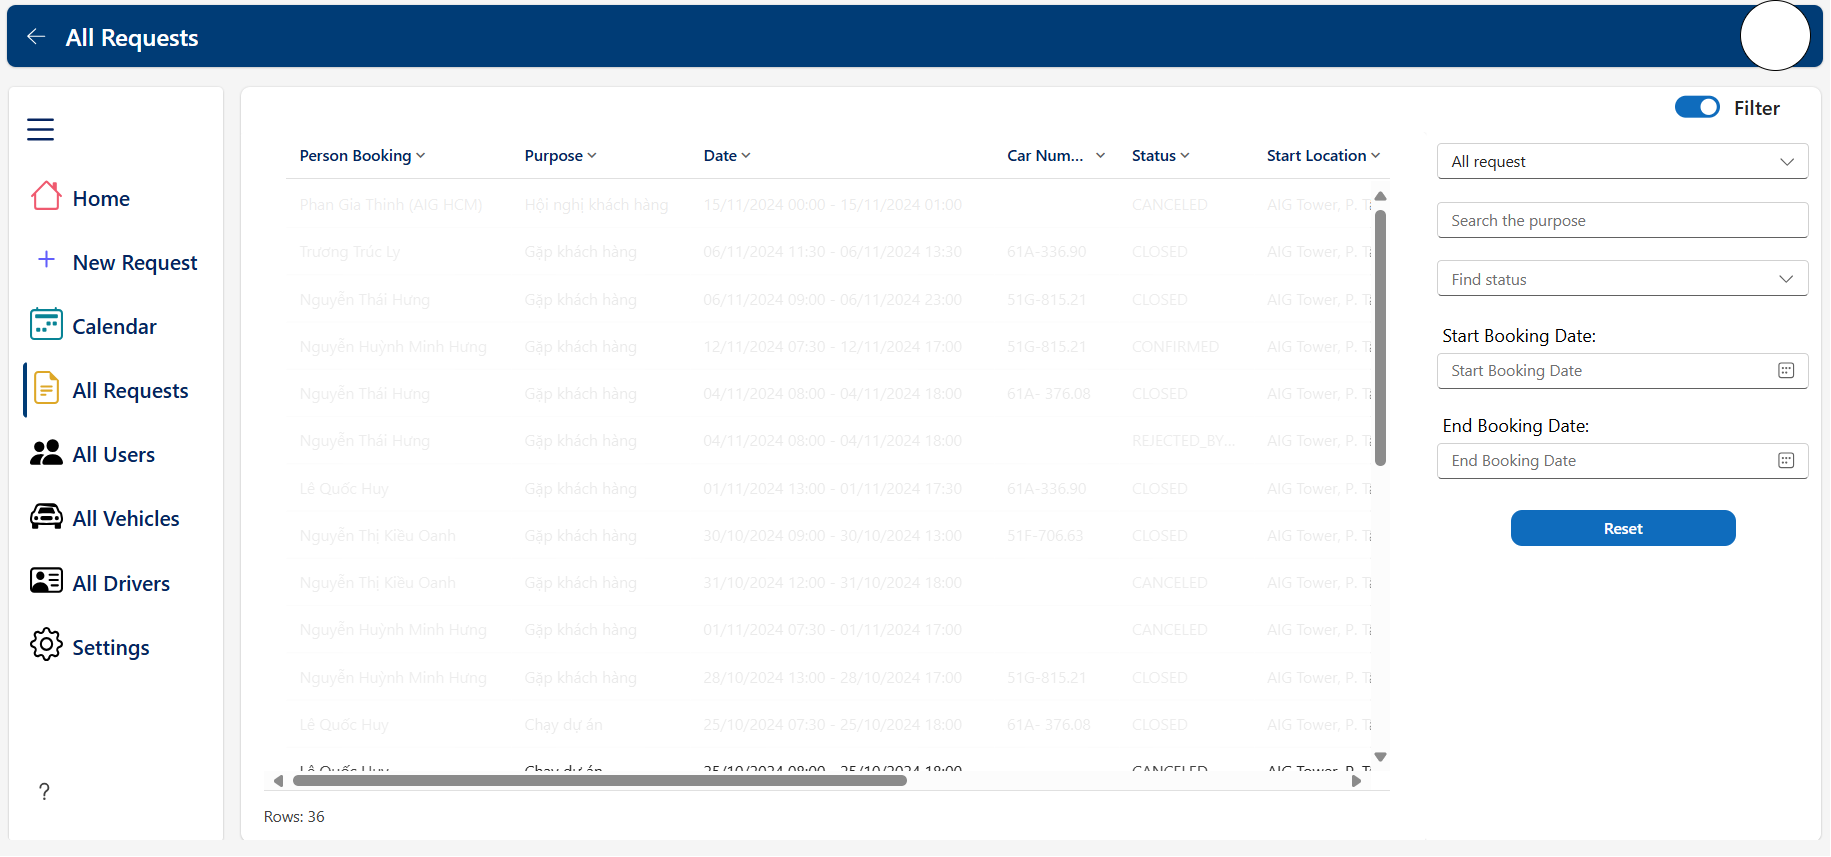 All Requests
Filter
Home
New Request
Calendar
All Requests
All Users
All Vehicles
All Drivers
Settings
?
Person Booking Purpose Date Car Num... Status Start Location
Phan Gia Thinh (AIG HCM) Hội nghị khách hàng 15/11/2024 00:00 - 15/11/2024 01:00 CANCELED AIG Tower, P.
Trương Trúc Ly Gặp khách hàng 06/11/2024 11:30 - 06/11/2024 13:30 61A-336.90 CLOSED AIG Tower, P.
Nguyễn Thái Hưng Gặp khách hàng 06/11/2024 09:00 - 06/11/2024 23:00 51G-815.21 CLOSED AIG Tower, P.
Nguyễn Huỳnh Minh Hưng Gặp khách hàng 12/11/2024 07:30 - 12/11/2024 17:00 51G-815.21 CONFIRMED AIG Tower, P.
Nguyễn Thái Hưng Gặp khách hàng 04/11/2024 08:00 - 04/11/2024 18:00 61A- 376.08 CLOSED AIG Tower, P.
Nguyễn Thái Hưng Gặp khách hàng 04/11/2024 08:00 - 04/11/2024 18:00 REJECTED_BY... AIG Tower, P.
Lê Quốc Huy Gặp khách hàng 01/11/2024 13:00 - 01/11/2024 17:30 61A-336.90 CLOSED AIG Tower, P.
Nguyễn Thị Kiều Oanh Gặp khách hàng 30/10/2024 09:00 - 30/10/2024 13:00 51F-706.63 CLOSED AIG Tower, P.
Nguyễn Thị Kiều Oanh Gặp khách hàng 31/10/2024 12:00 - 31/10/2024 18:00 CANCELED AIG Tower, P.
Nguyễn Huỳnh Minh Hưng Gặp khách hàng 01/11/2024 07:30 - 01/11/2024 17:00 CANCELED AIG Tower, P.
Nguyễn Huỳnh Minh Hưng Gặp khách hàng 28/10/2024 13:00 - 28/10/2024 17:00 51G-815.21 CLOSED AIG Tower, P.
Lê Quốc Huy Chạy dự án 25/10/2024 07:30 - 25/10/2024 18:00 61A- 376.08 CLOSED AIG Tower, P.
Lê Quốc Huy Chạy dự án 25/10/2024 08:00 - 25/10/2024 18:00 CANCELED AIG Tower, P.
Rows: 36
All request
Search the purpose
Find status
Start Booking Date:
Start Booking Date
End Booking Date:
End Booking Date
Reset